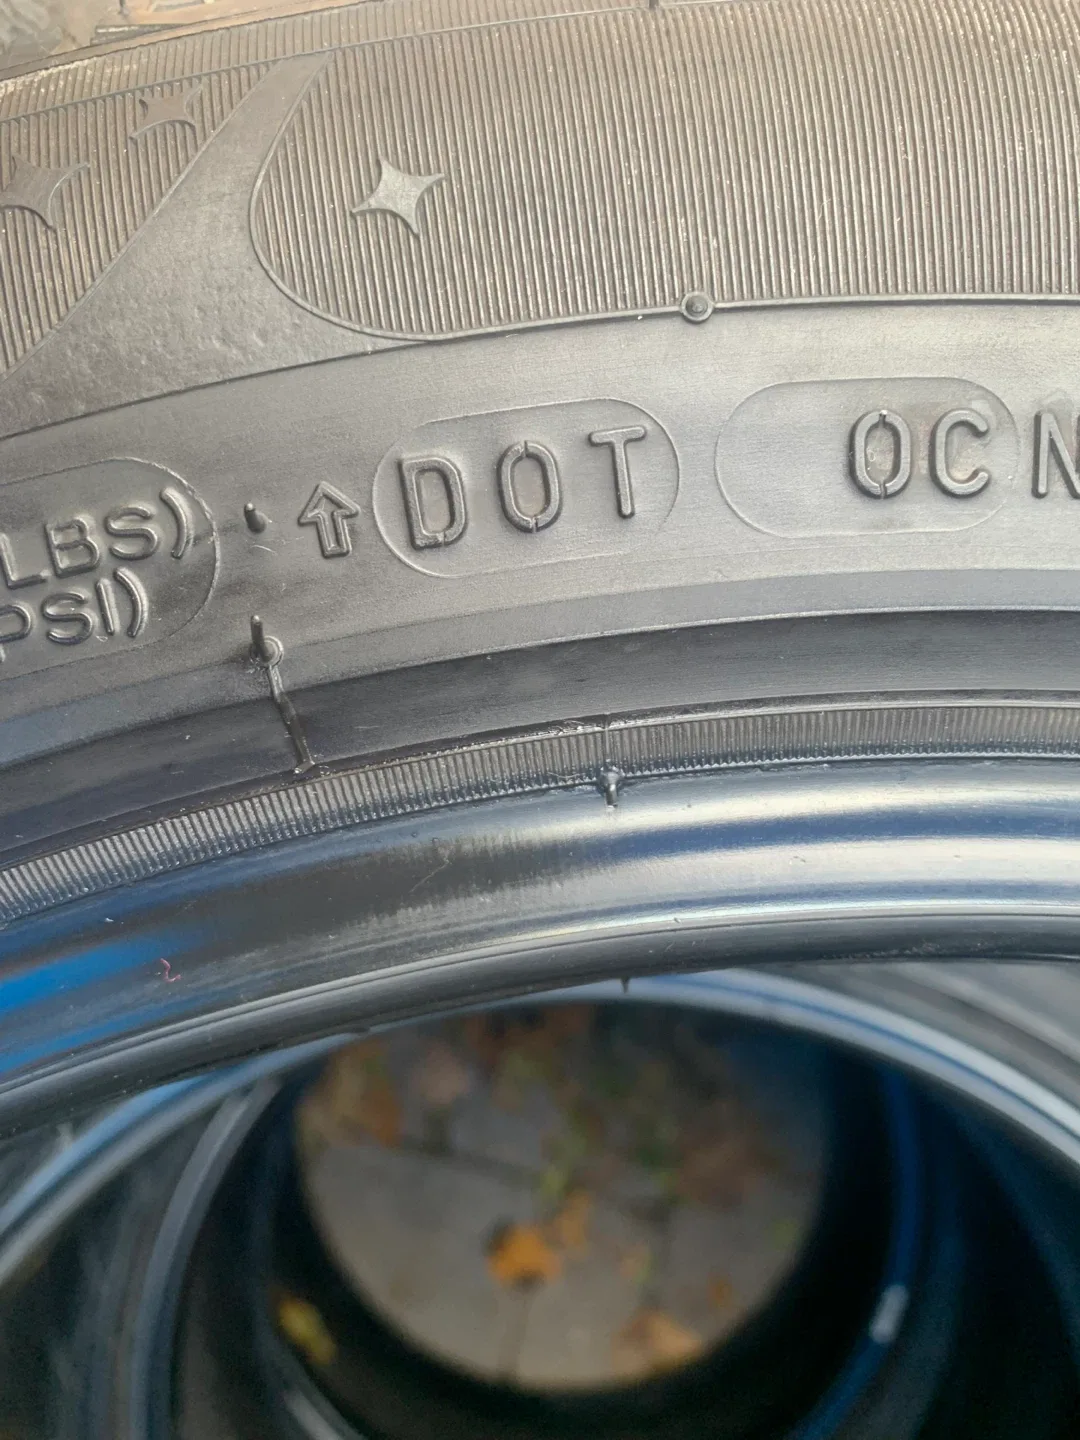 LBS) ⇧ DOT 0C N
PSI)